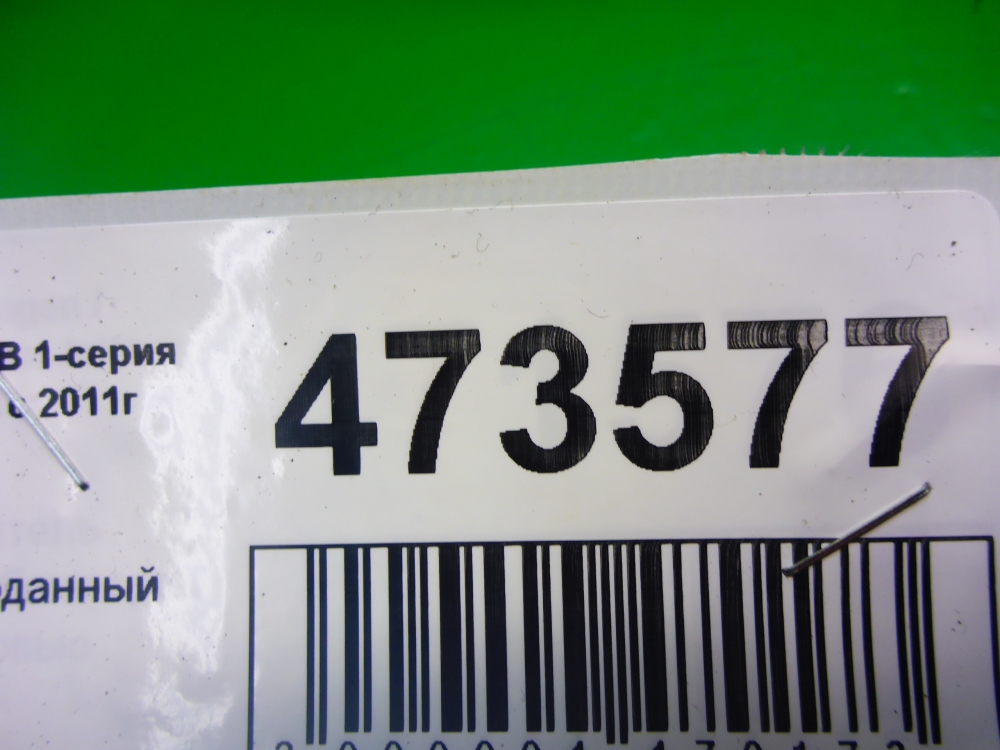 В 1-серия
с 2011г
473577
оданный